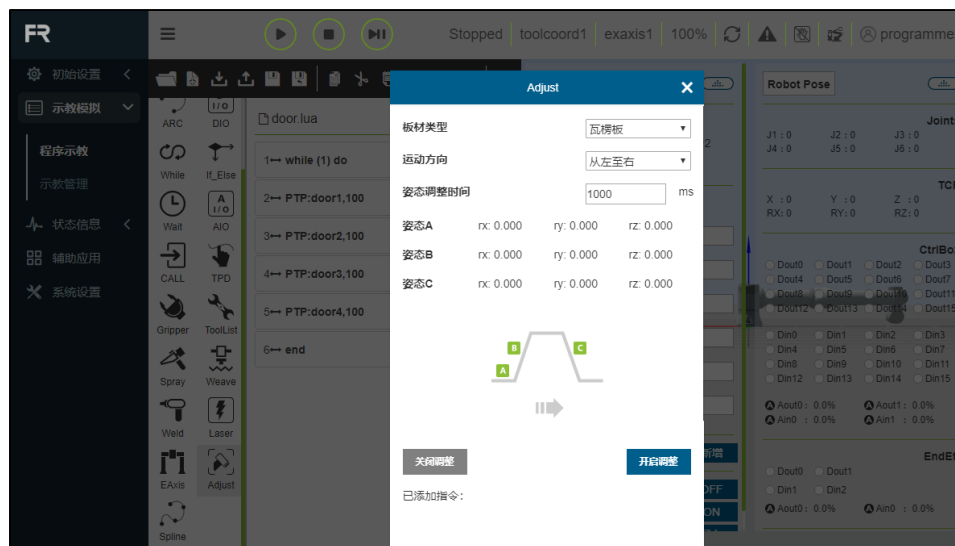 FR
Stopped toolcoord1 exaxis1 100% programme
初始设置
示教模拟
程序示教
示教管理
状态信息
辅助应用
系统设置
ARC DIO
While If_Else
Wait AIO
CALL TPD
Gripper ToolList
Spray Weave
Weld Laser
EAxis Adjust
Spline
I/O
A
I/O
door.lua
1 while (1) do
2 PTP:door1,100
3 PTP:door2,100
4 PTP:door3,100
5 PTP:door4,100
6 end
Adjust
板材类型 瓦楞板
运动方向 从左至右
姿态调整时间 1000 ms
姿态A rx: 0.000 ry: 0.000 rz: 0.000
姿态B rx: 0.000 ry: 0.000 rz: 0.000
姿态C rx: 0.000 ry: 0.000 rz: 0.000
B C
A
关闭调整 开启调整
已添加指令:
2
新增
OFF
ON
Robot Pose
Joint
J1 : 0 J2 : 0 J3 : 0
J4 : 0 J5 : 0 J6 : 0
TCP
X : 0 Y : 0 Z : 0
RX: 0 RY: 0 RZ: 0
CtrlBo
Dout0 Dout1 Dout2 Dout3
Dout4 Dout5 Dout6 Dout7
Dout8 Dout9 Dout10 Dout11
Dout12 Dout13 Dout14 Dout15
Din0 Din1 Din2 Din3
Din4 Din5 Din6 Din7
Din8 Din9 Din10 Din11
Din12 Din13 Din14 Din15
A Aout0 : 0.0% A Aout1 : 0.0%
A Ain0 : 0.0% A Ain1 : 0.0%
EndEf
Dout0 Dout1
Din1 Din2
A Aout0 : 0.0% A Ain0 : 0.0%